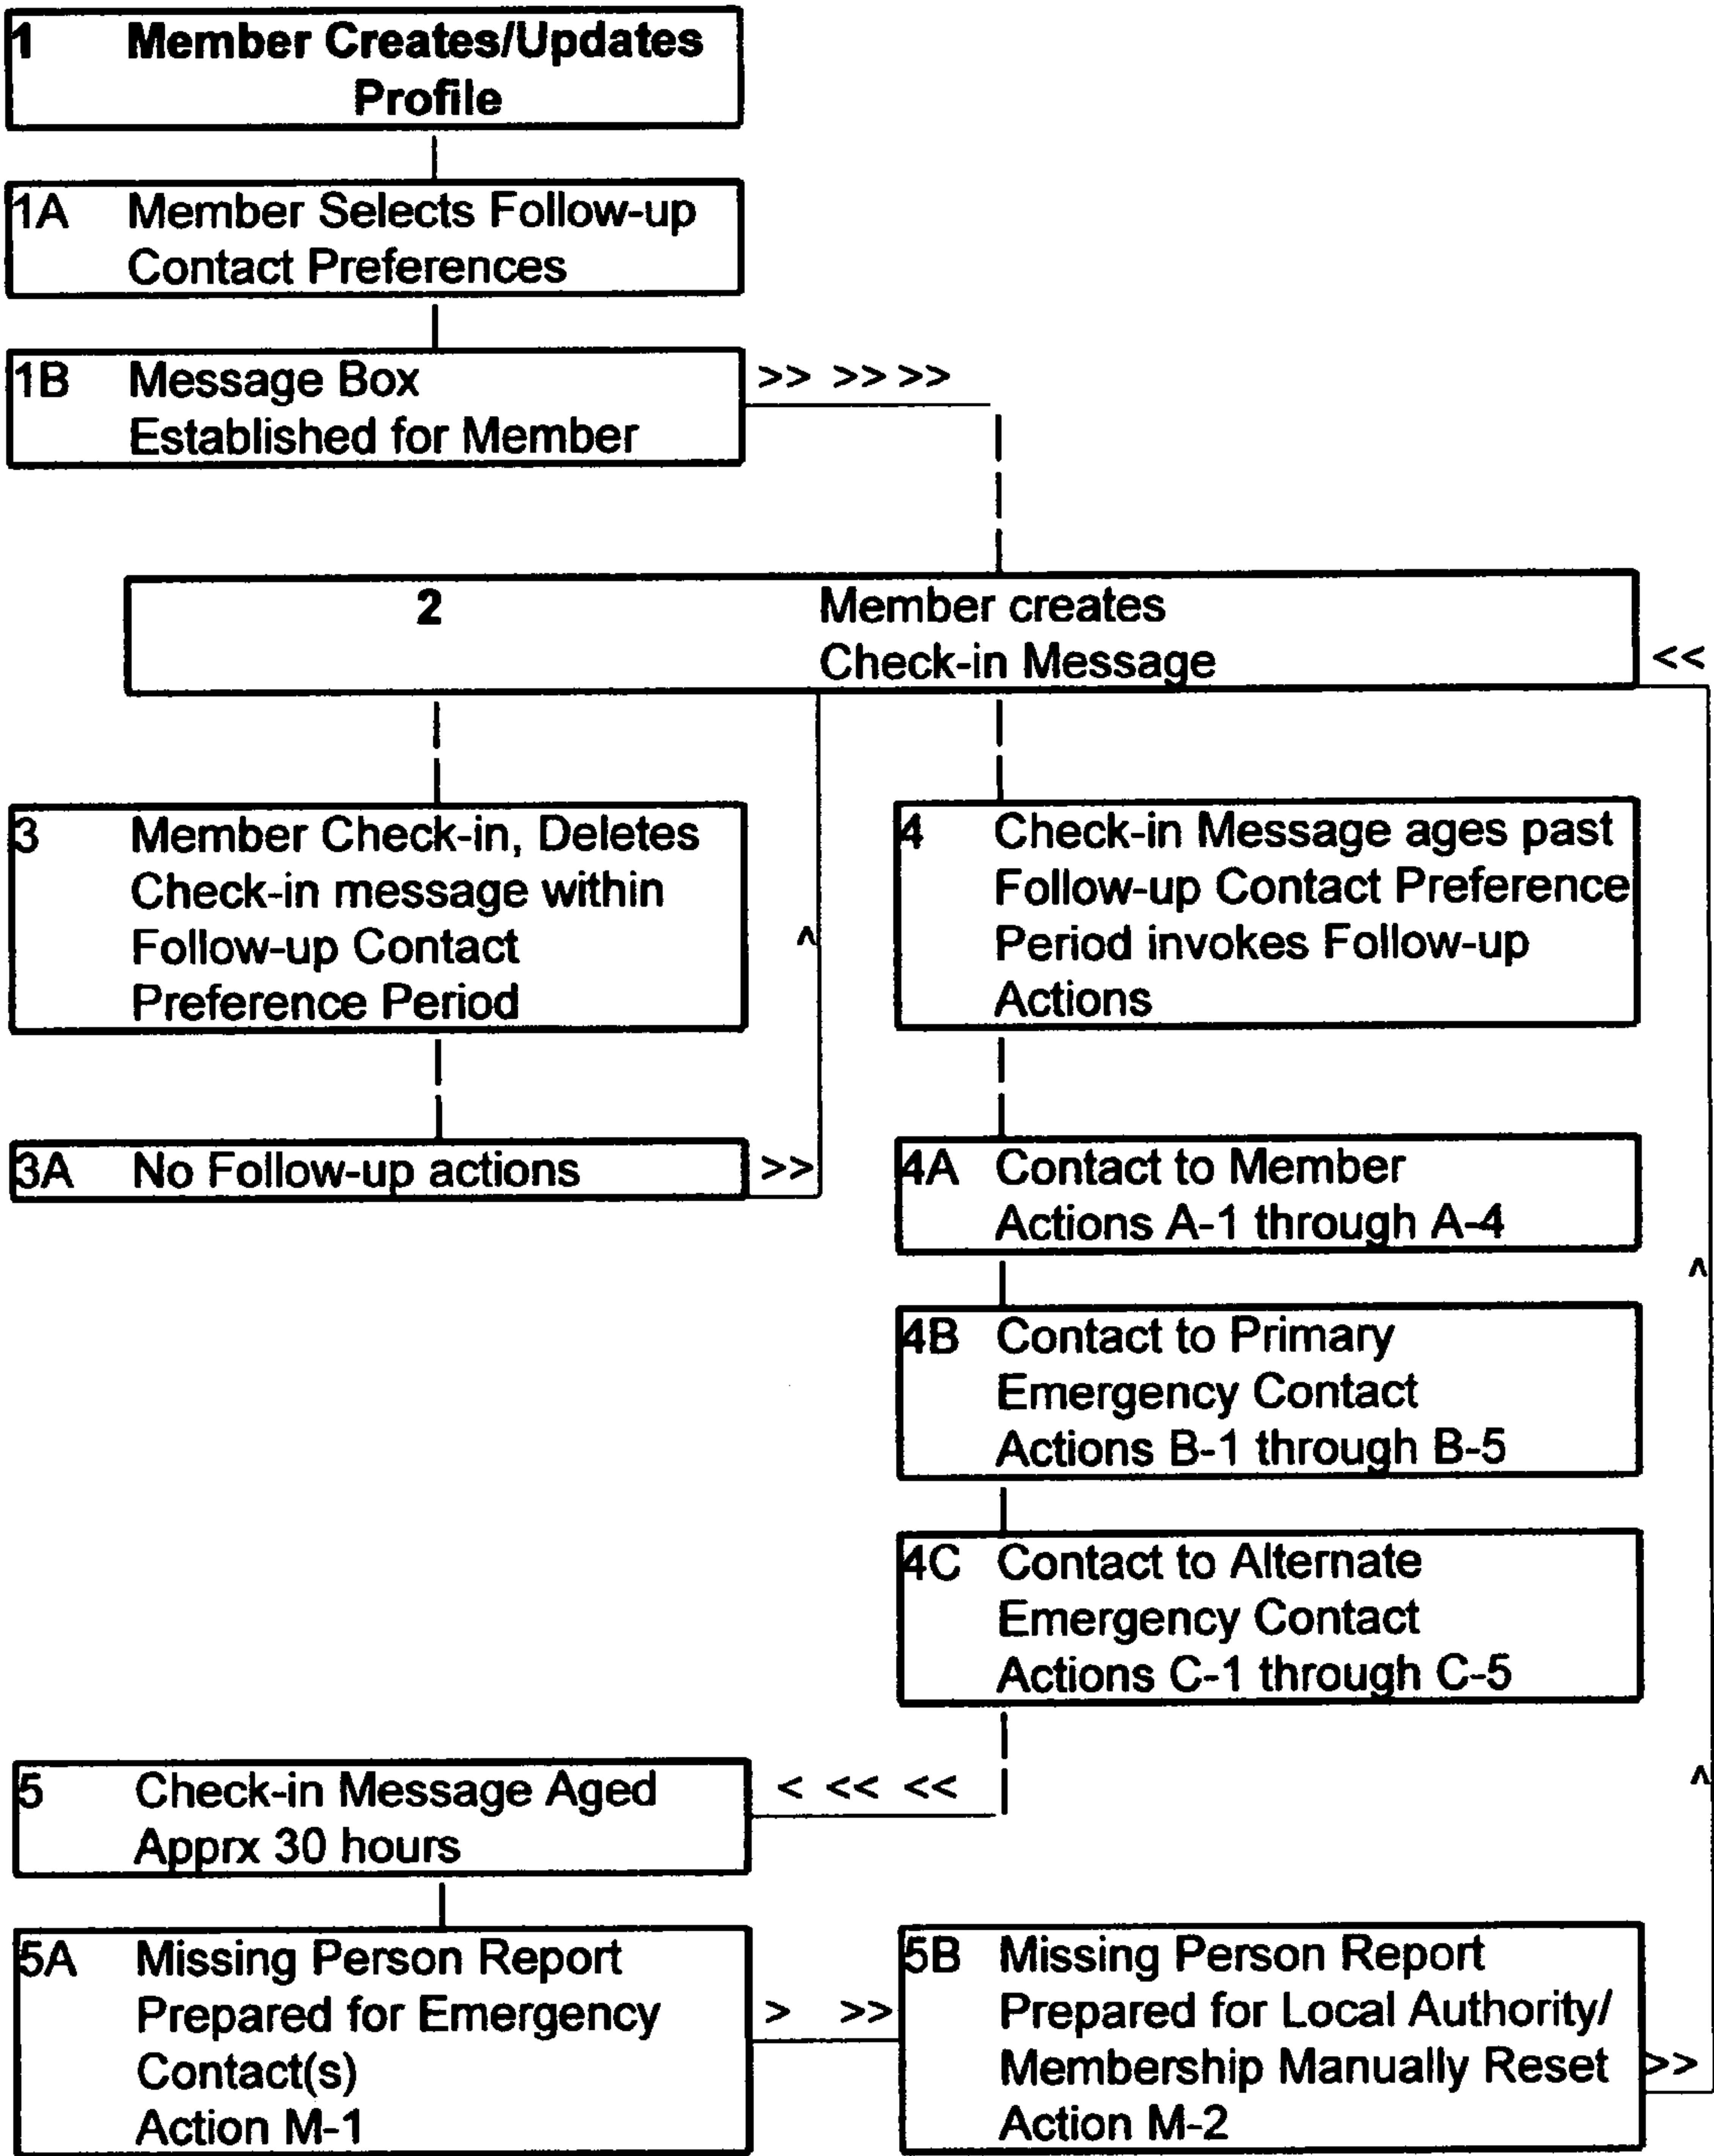 1 Member Creates/Updates
Profile
1A Member Selects Follow-up
Contact Preferences
1B Message Box >> >> >>
Established for Member
2 Member creates
Check-in Message <<
3 Member Check-in, Deletes
Check-in message within
Follow-up Contact
Preference Period
^
4 Check-in Message ages past
Follow-up Contact Preference
Period invokes Follow-up
Actions
3A No Follow-up actions >>
4A Contact to Member
Actions A-1 through A-4
^
4B Contact to Primary
Emergency Contact
Actions B-1 through B-5
4C Contact to Alternate
Emergency Contact
Actions C-1 through C-5
5 Check-in Message Aged < << <<
Apprx 30 hours
^
5A Missing Person Report
Prepared for Emergency
Contact(s)
Action M-1
> >>
5B Missing Person Report
Prepared for Local Authority/
Membership Manually Reset >>
Action M-2